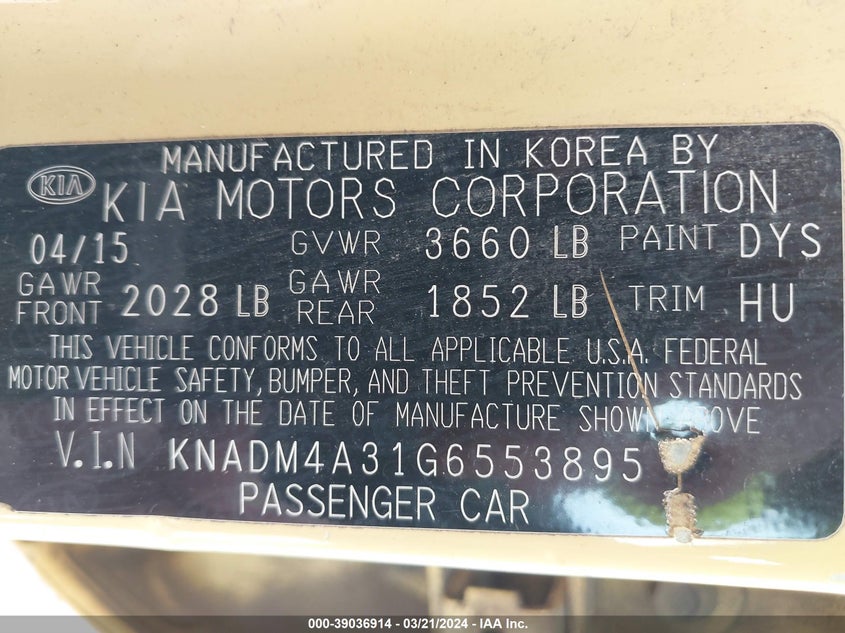 MANUFACTURED IN KOREA BY
KIA KIA MOTORS CORPORATION
04/15 GVWR 3660 LB PAINT DYS
GAWR FRONT 2028 LB GAWR REAR 1852 LB TRIM HU
THIS VEHICLE CONFORMS TO ALL APPLICABLE U.S.A. FEDERAL
MOTOR VEHICLE SAFETY, BUMPER, AND THEFT PREVENTION STANDARDS
IN EFFECT ON THE DATE OF MANUFACTURE SHOWN ABOVE
V.I.N KNADM4A31G6553895
PASSENGER CAR
000-39036914 - 03/21/2024 - IAA Inc.